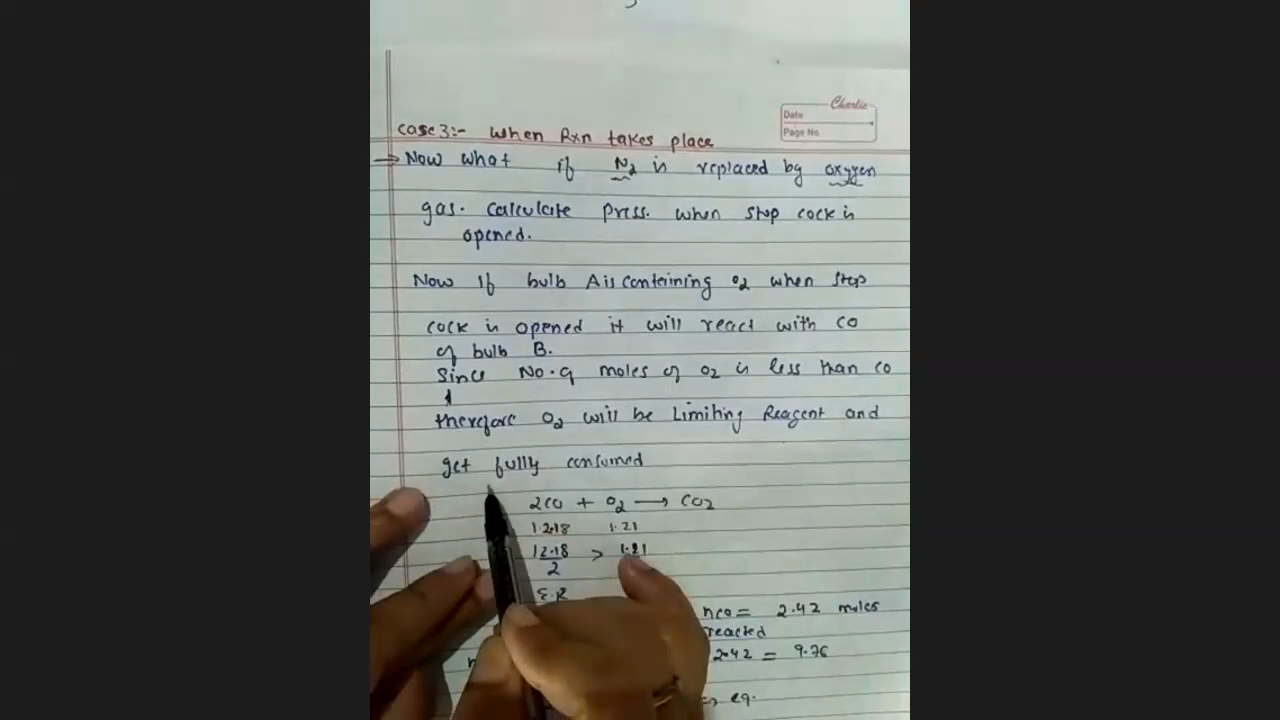 Charlie
Date
Page No.
Case 3:- When Rxn takes place
→ Now what if N2 is replaced by oxygen
gas. Calculate press. when stop cock is
opened.
Now if bulb A is containing O2 when stop
cock is opened it will react with CO
of bulb B.
Since No. of moles of O2 is less than CO
therefore O2 will be Limiting Reagent and
get fully consumed
2CO + O2 → CO2
1.2.18 1.21
12.18/2 > 1.21
E.R
nco = 2.42 moles
reacted
2.42 = 9.76
eq.